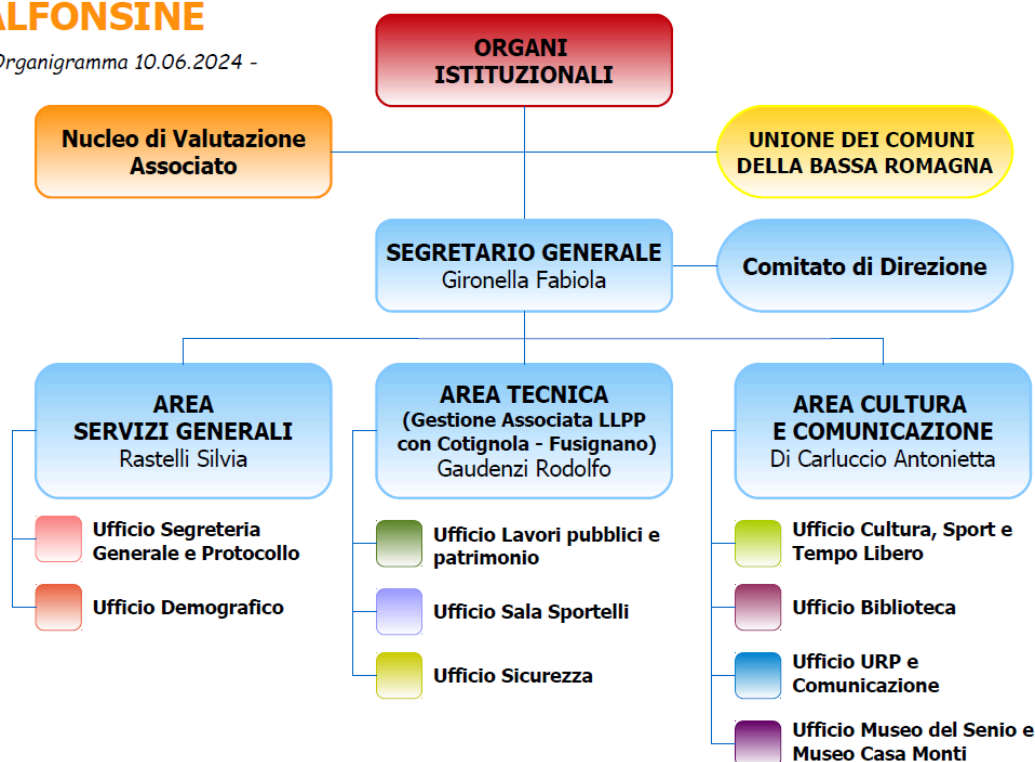 ALFONSINE
Organigramma 10.06.2024 -
ORGANI
ISTITUZIONALI
Nucleo di Valutazione
Associato
UNIONE DEI COMUNI
DELLA BASSA ROMAGNA
SEGRETARIO GENERALE
Gironella Fabiola
Comitato di Direzione
AREA
SERVIZI GENERALI
Rastelli Silvia
AREA TECNICA
(Gestione Associata LLPP
con Cotignola - Fusignano)
Gaudenzi Rodolfo
AREA CULTURA
E COMUNICAZIONE
Di Carluccio Antonietta
Ufficio Segreteria
Generale e Protocollo
Ufficio Demografico
Ufficio Lavori pubblici e
patrimonio
Ufficio Sala Sportelli
Ufficio Sicurezza
Ufficio Cultura, Sport e
Tempo Libero
Ufficio Biblioteca
Ufficio URP e
Comunicazione
Ufficio Museo del Senio e
Museo Casa Monti